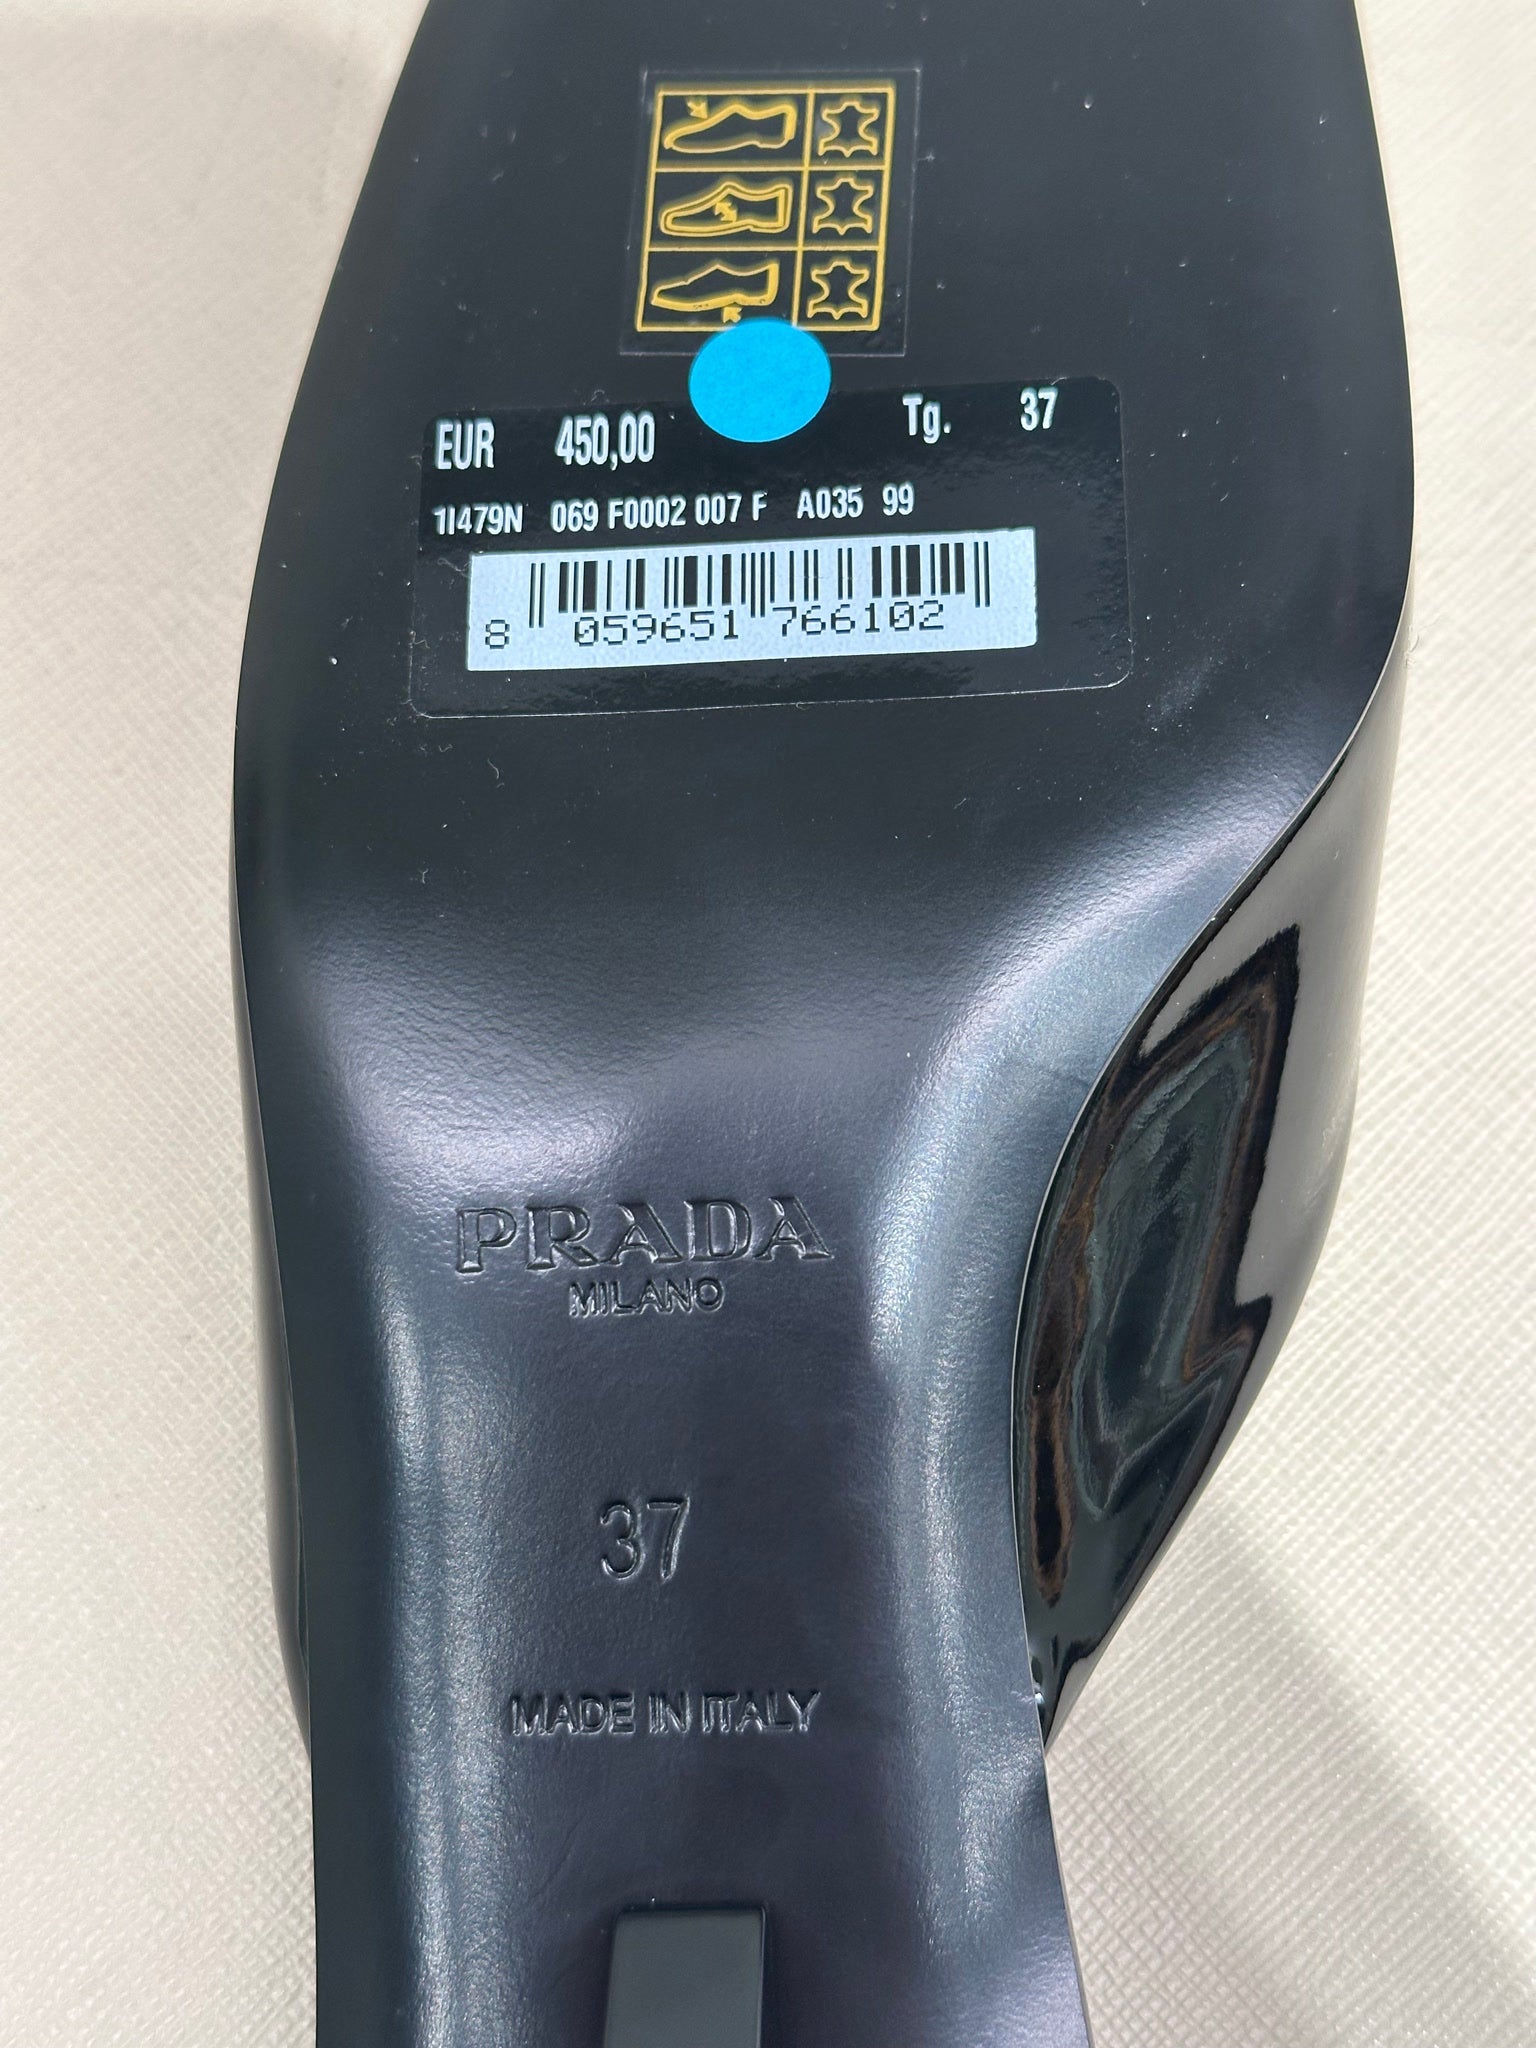 EUR 450,00 Tg. 37
1I479N 069 F0002 007 F A035 99
8 059651 766102
PRADA
MILANO
37
MADE IN ITALY